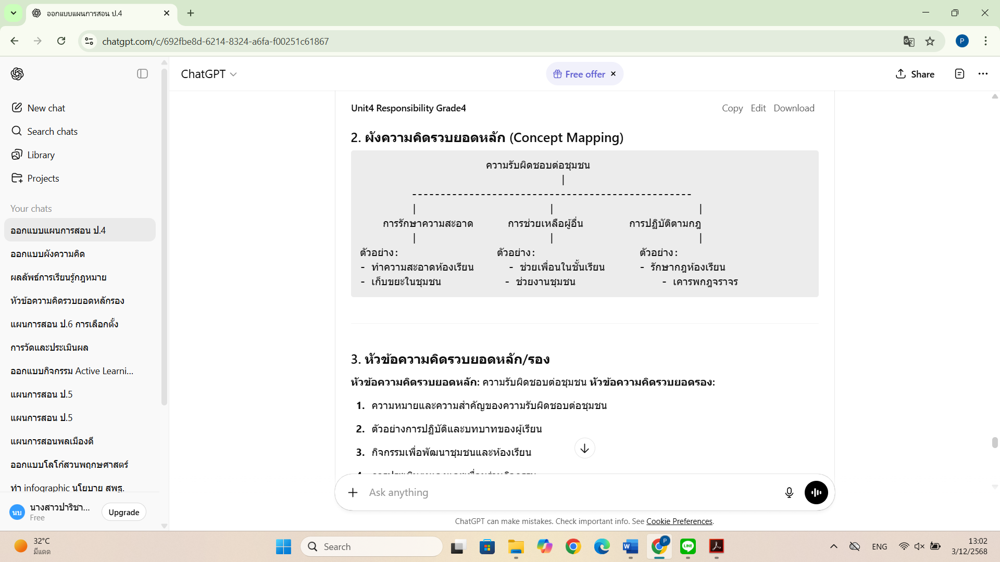 ออกแบบแผนการสอน ป.4
chatgpt.com/c/692fbe8d-6214-8324-a6fa-f00251c61867
P
ChatGPT
Free offer
Share
New chat
Search chats
Library
Projects
Your chats
ออกแบบแผนการสอน ป.4
ออกแบบผังความคิด
ผลลัพธ์การเรียนรู้กฎหมาย
หัวข้อความคิดรวบยอดหลักรอง
แผนการสอน ป.6 การเลือกตั้ง
การวัดและประเมินผล
ออกแบบกิจกรรม Active Learni...
แผนการสอน ป.5
แผนการสอน ป.5
แผนการสอนพลเมืองดี
ออกแบบโลโก้สวนพฤกษศาสตร์
ทำ infographic นโยบาย สพฐ.
นบ
นางสาวปาริชา...
Free
Upgrade
Unit4 Responsibility Grade4
Copy Edit Download
2. ผังความคิดรวบยอดหลัก (Concept Mapping)
ความรับผิดชอบต่อชุมชน
|
-------------------------------------------------
| | |
การรักษาความสะอาด การช่วยเหลือผู้อื่น การปฏิบัติตามกฎ
| | |
ตัวอย่าง: ตัวอย่าง: ตัวอย่าง:
- ทำความสะอาดห้องเรียน - ช่วยเพื่อนในชั้นเรียน - รักษากฎห้องเรียน
- เก็บขยะในชุมชน - ช่วยงานชุมชน - เคารพกฎจราจร
3. หัวข้อความคิดรวบยอดหลัก/รอง
หัวข้อความคิดรวบยอดหลัก: ความรับผิดชอบต่อชุมชน หัวข้อความคิดรวบยอดรอง:
1. ความหมายและความสำคัญของความรับผิดชอบต่อชุมชน
2. ตัวอย่างการปฏิบัติและบทบาทของผู้เรียน
3. กิจกรรมเพื่อพัฒนาชุมชนและห้องเรียน
Ask anything
ChatGPT can make mistakes. Check important info. See Cookie Preferences.
32°C
มีแดด
Search
P
LINE
ENG
13:02
3/12/2568